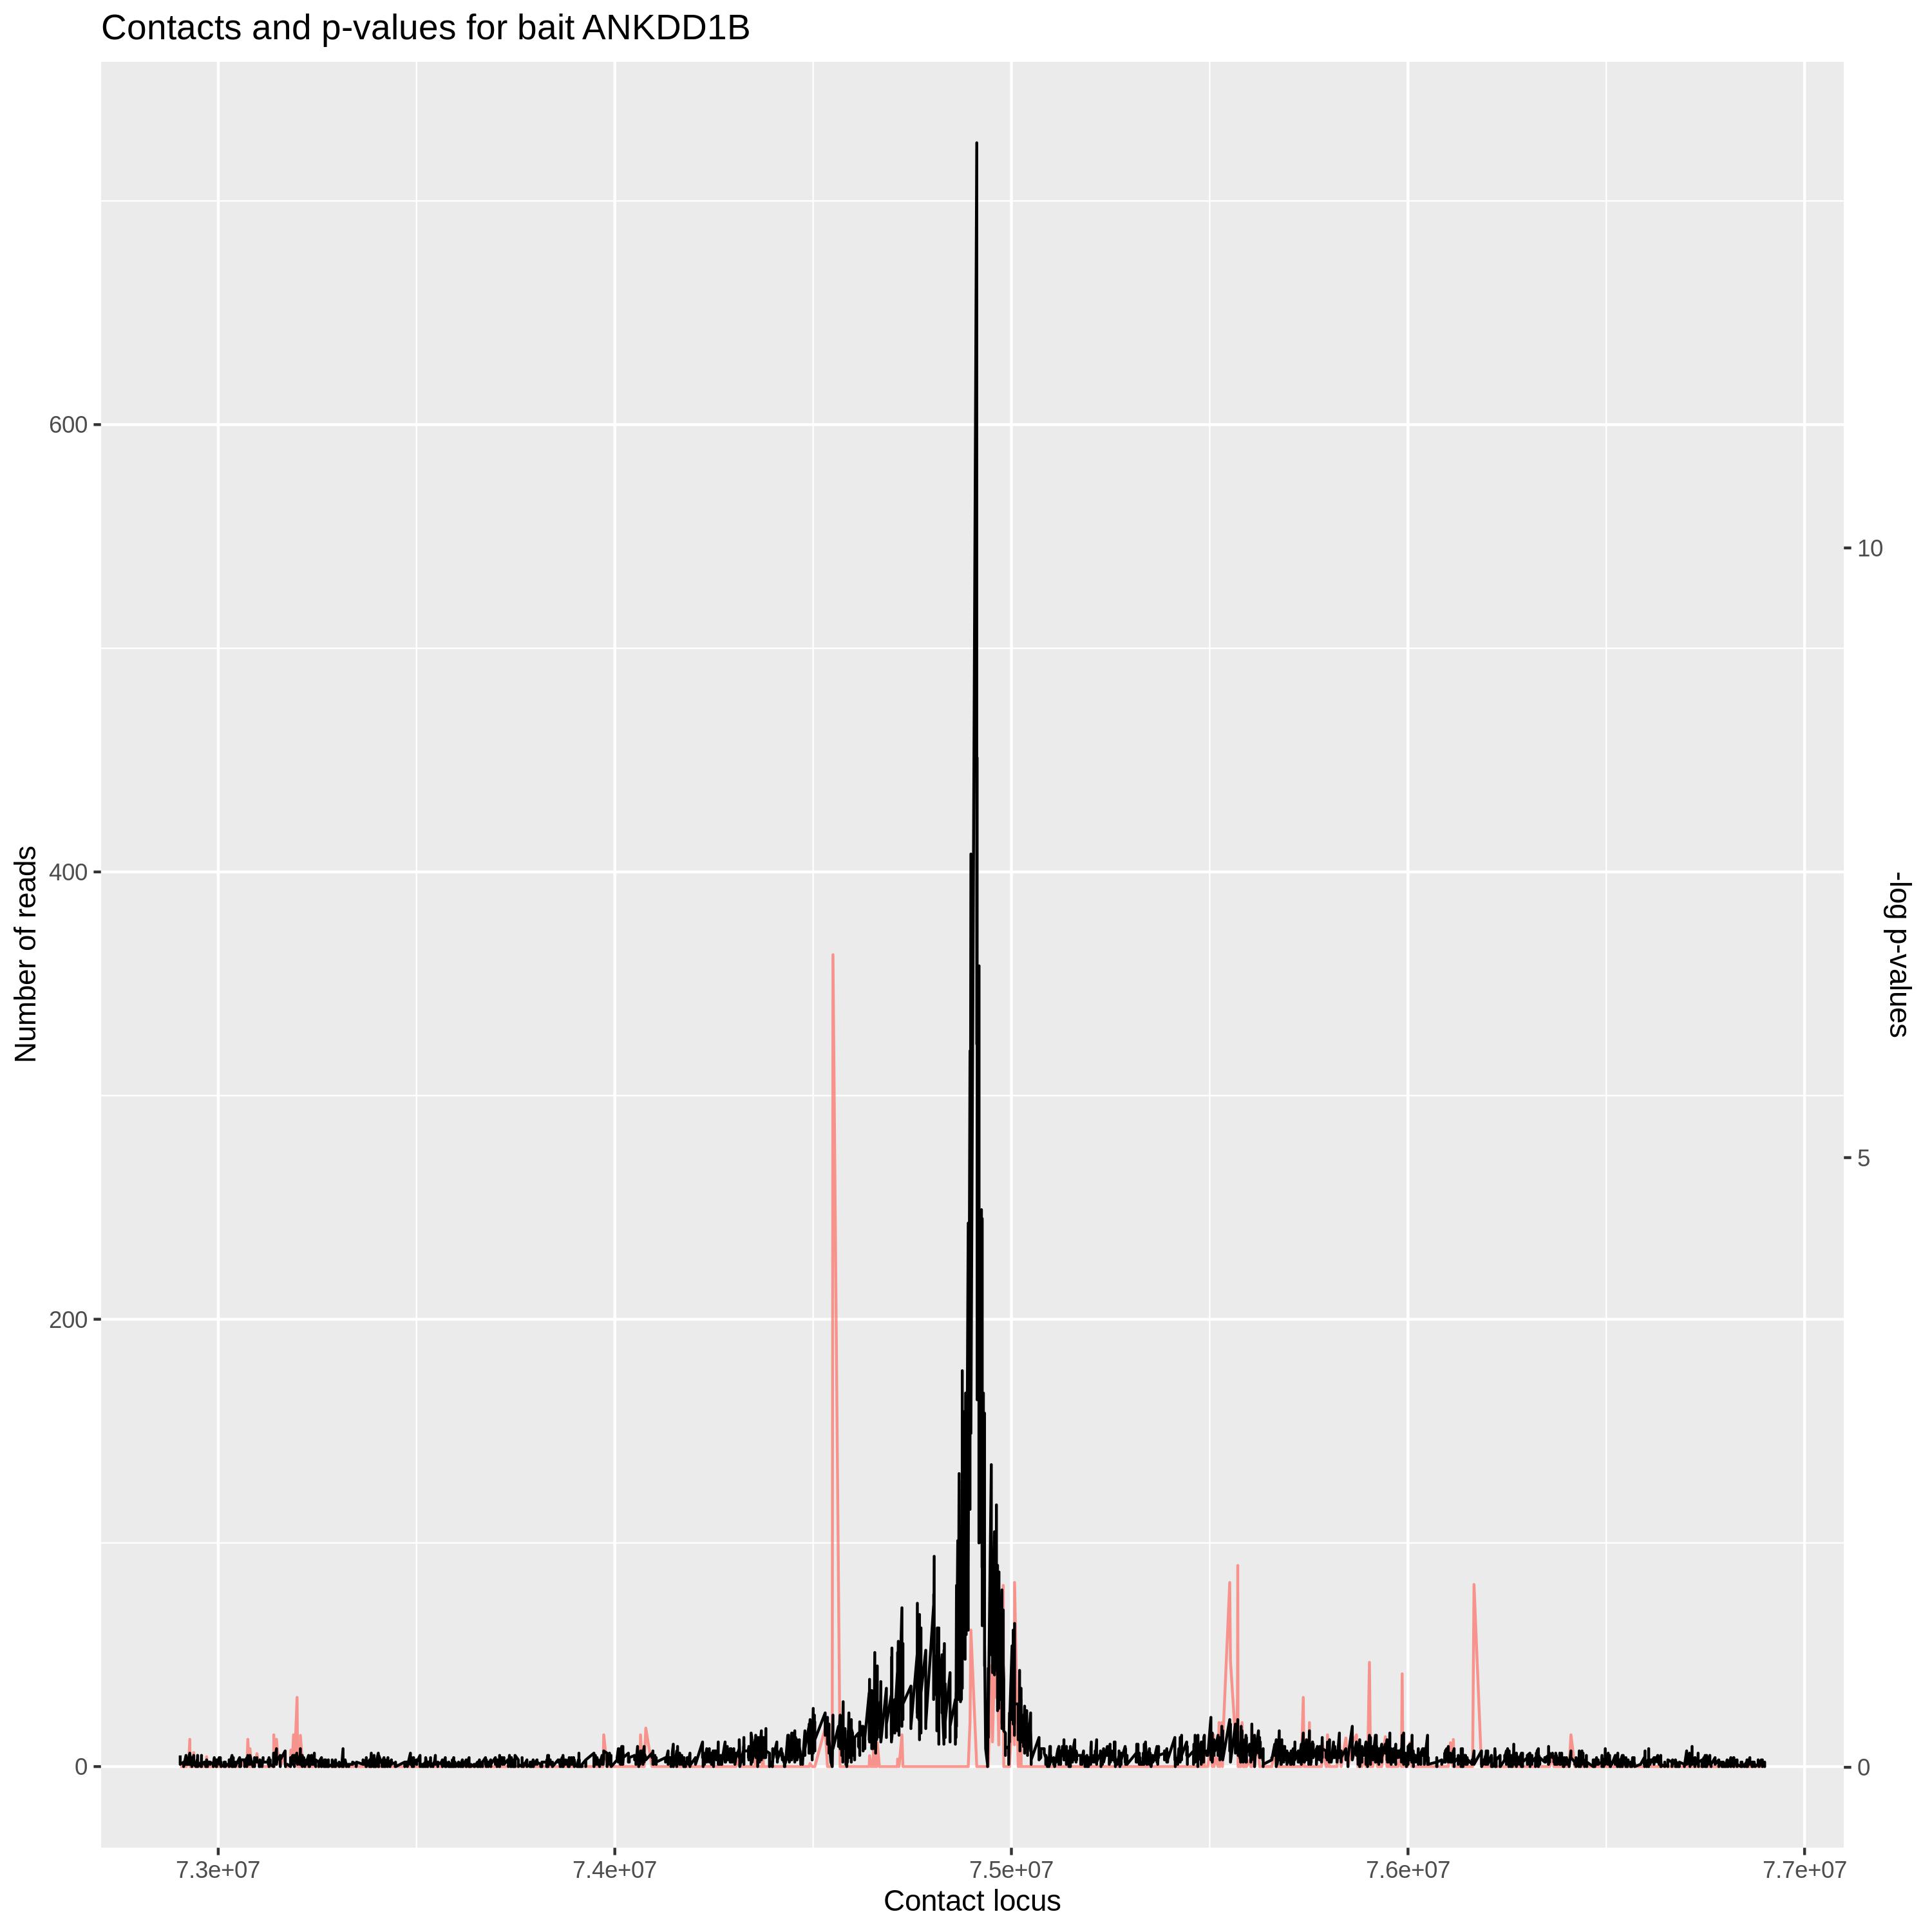 Contacts and p-values for bait ANKDD1B
600
400
200
0
Number of reads
10
5
0
-log p-values
7.3e+07
7.4e+07
7.5e+07
7.6e+07
7.7e+07
Contact locus